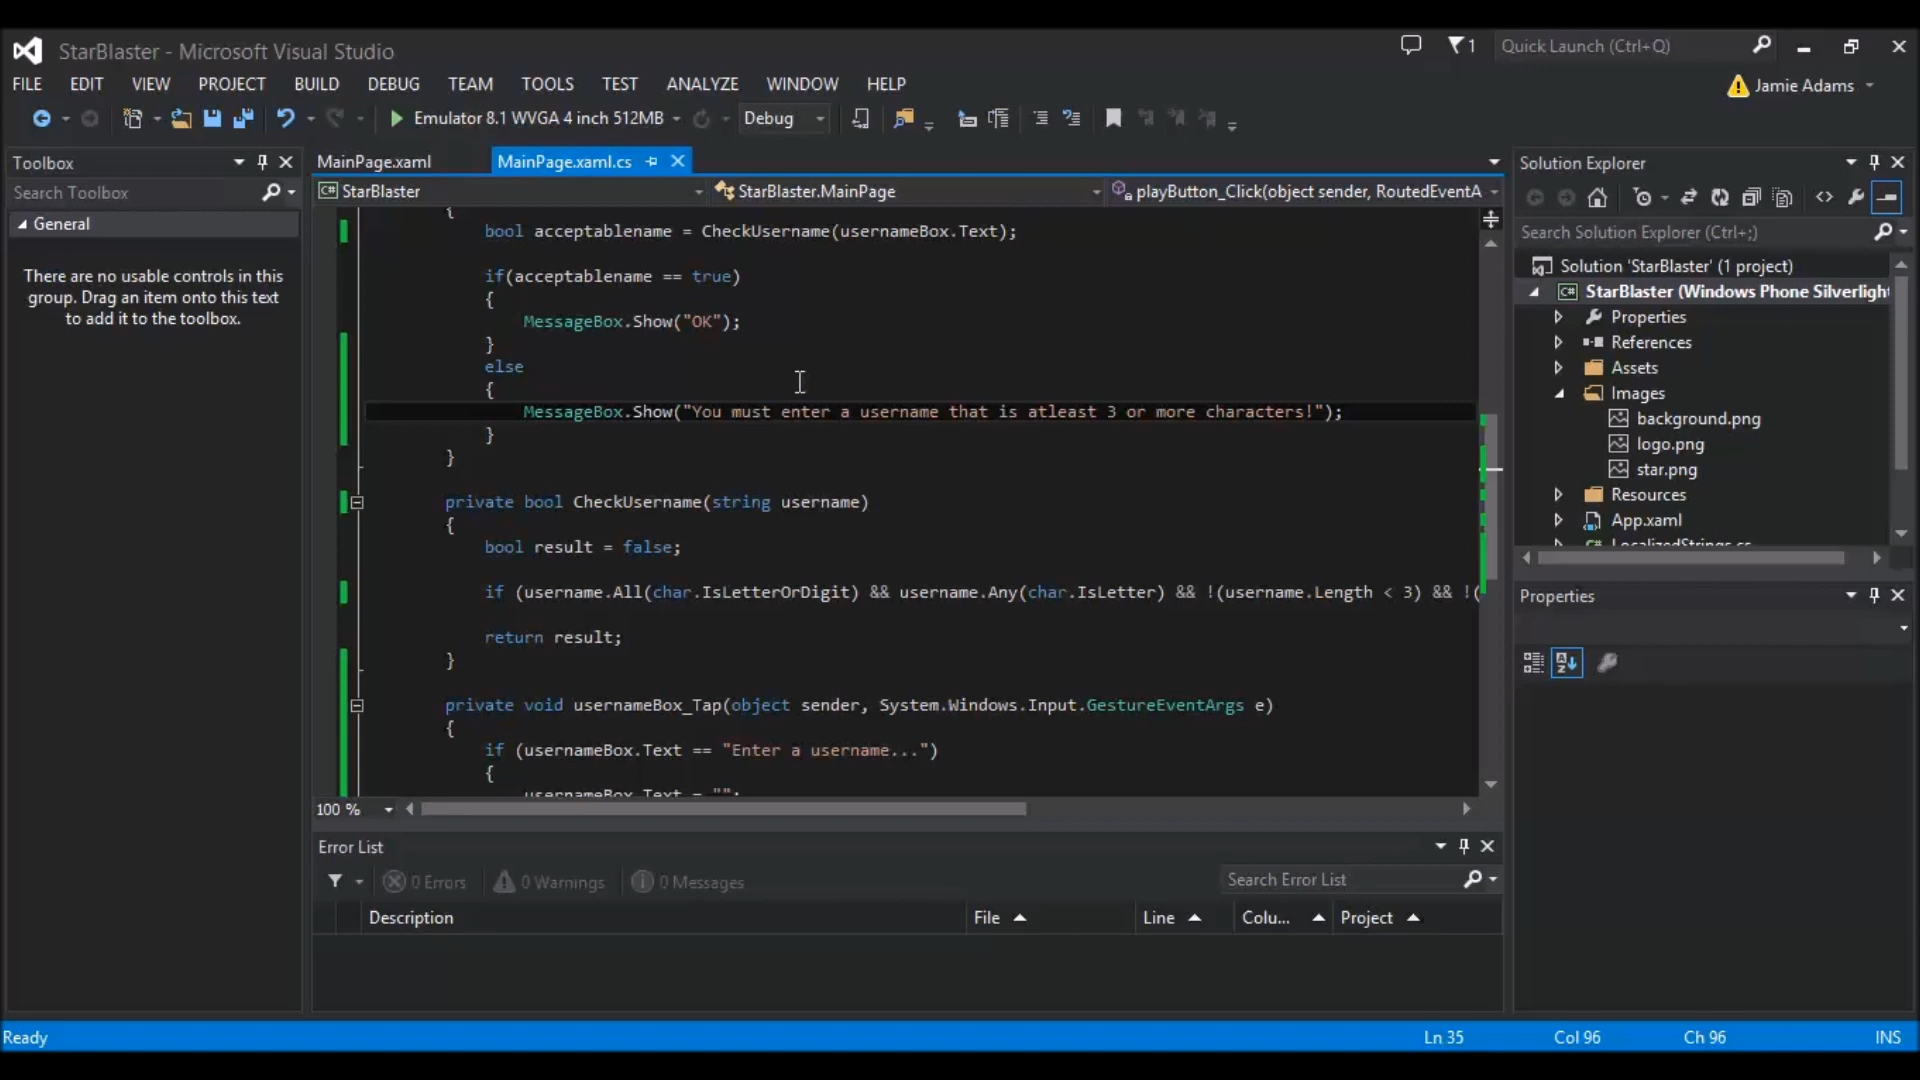 StarBlaster - Microsoft Visual Studio
1
Quick Launch (Ctrl+Q)
FILE EDIT VIEW PROJECT BUILD DEBUG TEAM TOOLS TEST ANALYZE WINDOW HELP
Jamie Adams
Emulator 8.1 WVGA 4 inch 512MB
Debug
Toolbox
Search Toolbox
General
There are no usable controls in this
group. Drag an item onto this text
to add it to the toolbox.
MainPage.xaml
MainPage.xaml.cs
C# StarBlaster
StarBlaster.MainPage
playButton_Click(object sender, RoutedEventA
{
bool acceptablename = CheckUsername(usernameBox.Text);
if(acceptablename == true)
{
MessageBox.Show("OK");
}
else
{
MessageBox.Show("You must enter a username that is atleast 3 or more characters!");
}
}
private bool CheckUsername(string username)
{
bool result = false;
if (username.All(char.IsLetterOrDigit) && username.Any(char.IsLetter) && !(username.Length < 3) && !(
return result;
}
private void usernameBox_Tap(object sender, System.Windows.Input.GestureEventArgs e)
{
if (usernameBox.Text == "Enter a username...")
{
usernameBox.Text = "";
100 %
Error List
0 Errors
0 Warnings
0 Messages
Search Error List
Description
File
Line
Colu...
Project
Solution Explorer
Search Solution Explorer (Ctrl+;)
Solution 'StarBlaster' (1 project)
C# StarBlaster (Windows Phone Silverlight
Properties
References
Assets
Images
background.png
logo.png
star.png
Resources
App.xaml
C# LocalizedStrings.cs
Properties
Ready
Ln 35
Col 96
Ch 96
INS